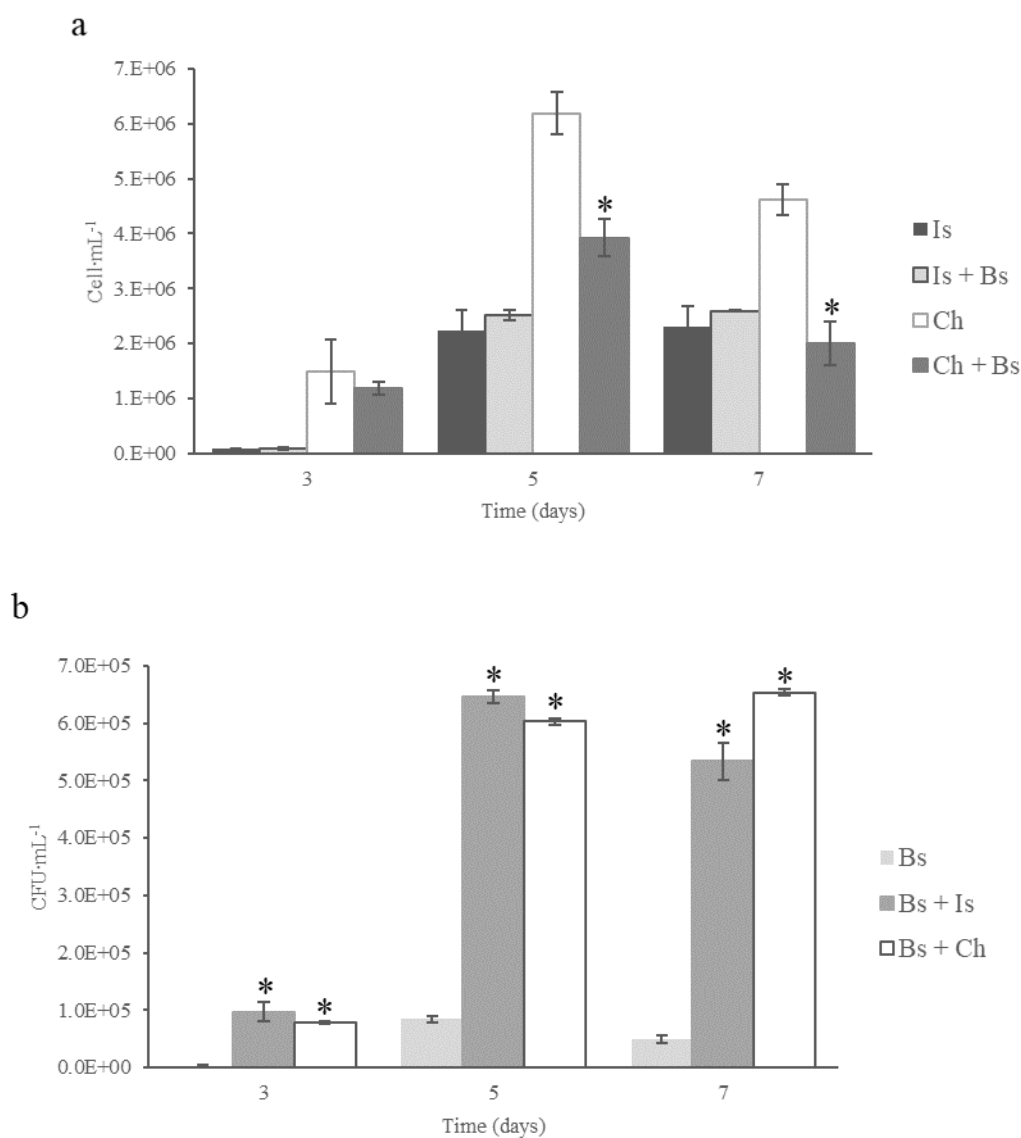 a
7.E+06
6.E+06
5.E+06
4.E+06
3.E+06
2.E+06
1.E+06
0.E+00
Cell·mL⁻¹
*
*
3
5
7
Time (days)
Is
Is + Bs
Ch
Ch + Bs
b
7.0E+05
6.0E+05
5.0E+05
4.0E+05
3.0E+05
2.0E+05
1.0E+05
0.0E+00
CFU·mL⁻¹
* *
* *
* *
3
5
7
Time (days)
Bs
Bs + Is
Bs + Ch